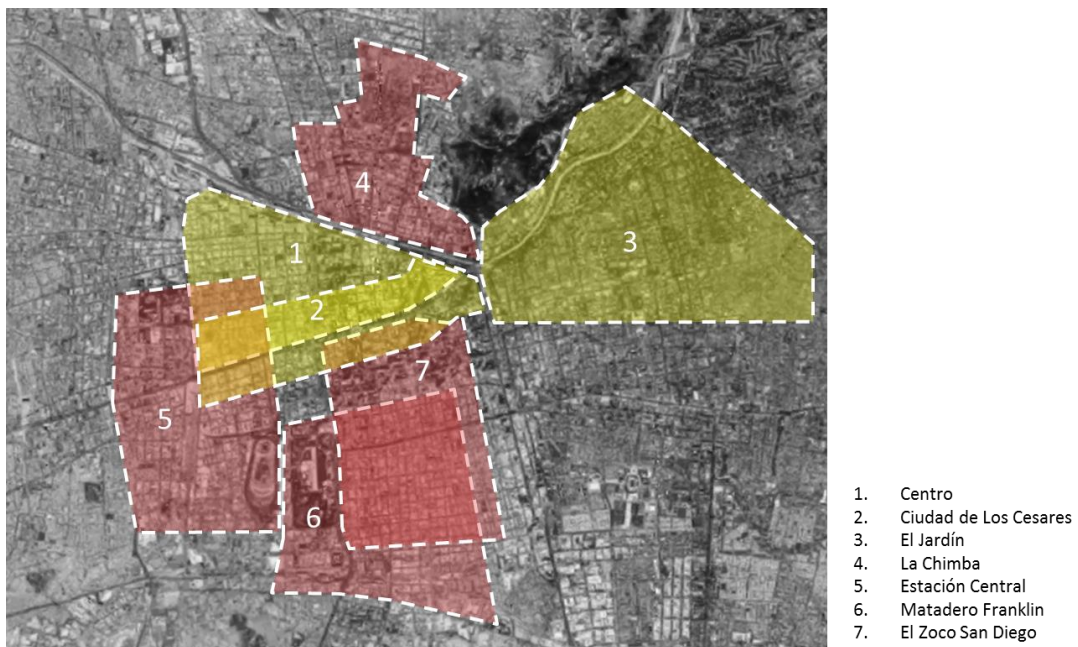 4
1
3
2
7
5
6
1. Centro
2. Ciudad de Los Cesares
3. El Jardín
4. La Chimba
5. Estación Central
6. Matadero Franklin
7. El Zoco San Diego